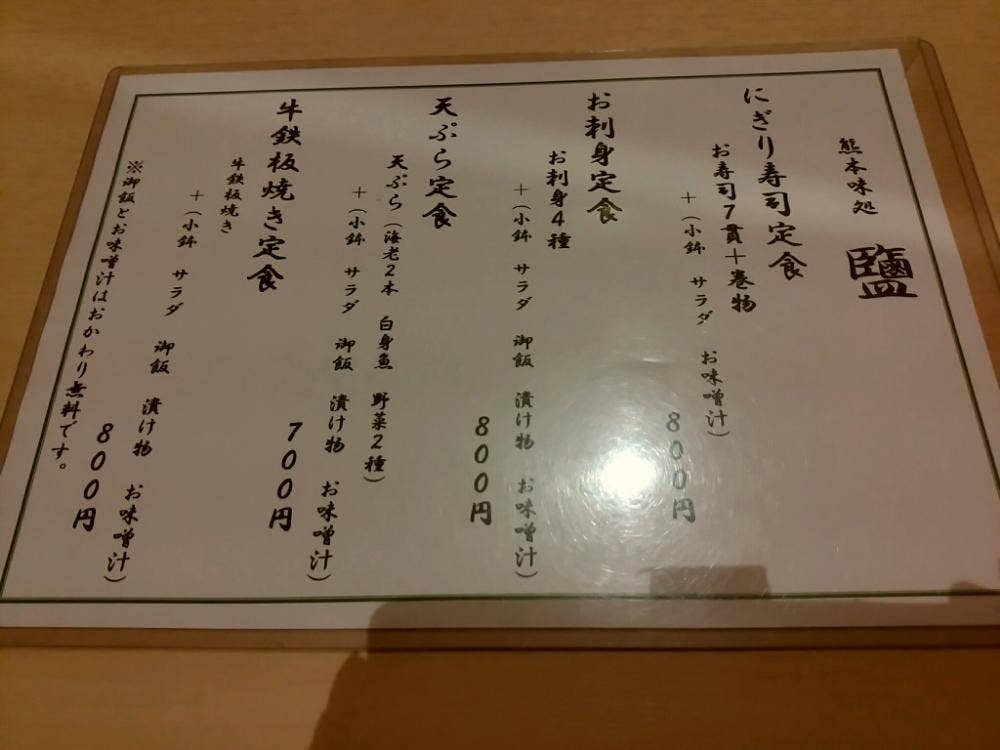 熊本味処 鹽
にぎり寿司定食
お寿司7貫+巻物
+(小鉢 サラダ お味噌汁)
800円
お刺身定食
お刺身4種
+(小鉢 サラダ 御飯 漬け物 お味噌汁)
800円
天ぷら定食
天ぷら(海老2本 白身魚 野菜2種)
+(小鉢 サラダ 御飯 漬け物 お味噌汁)
700円
牛鉄板焼き定食
牛鉄板焼き
+(小鉢 サラダ 御飯 漬け物 お味噌汁)
800円
※御飯とお味噌汁はおかわり無料です。